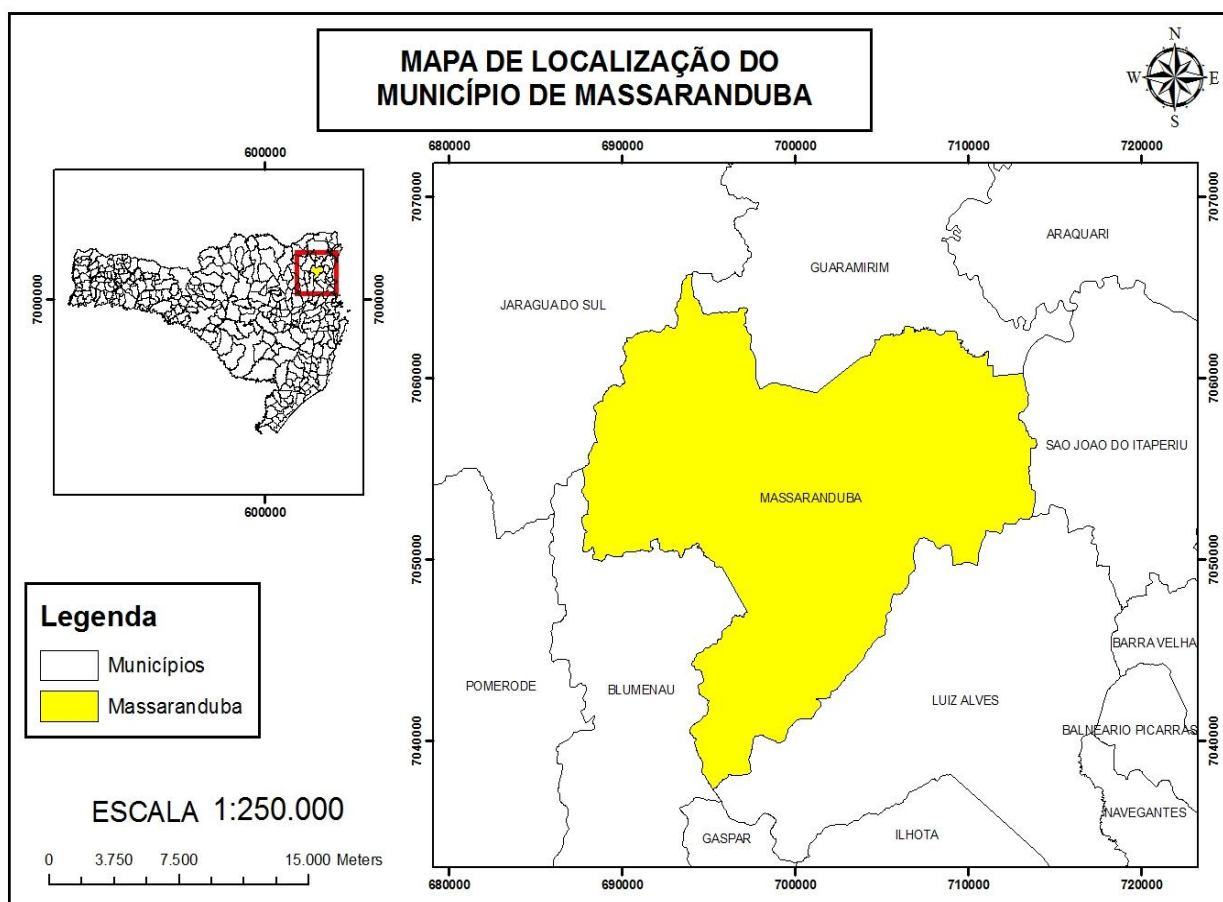 MAPA DE LOCALIZAÇÃO DO
MUNICÍPIO DE MASSARANDUBA
N
W
E
S
600000
7000000
7000000
600000
680000
690000
700000
710000
720000
7070000
7070000
ARAQUARI
GUARAMIRIM
JARAGUA DO SUL
7060000
7060000
SAO JOAO DO ITAPERIU
MASSARANDUBA
7050000
7050000
BARRA VELHA
POMERODE
BLUMENAU
LUIZ ALVES
7040000
7040000
BALNEARIO PICARRAS
NAVEGANTES
GASPAR
ILHOTA
680000
690000
700000
710000
720000
Legenda
Municípios
Massaranduba
ESCALA 1:250.000
0 3.750 7.500 15.000 Meters